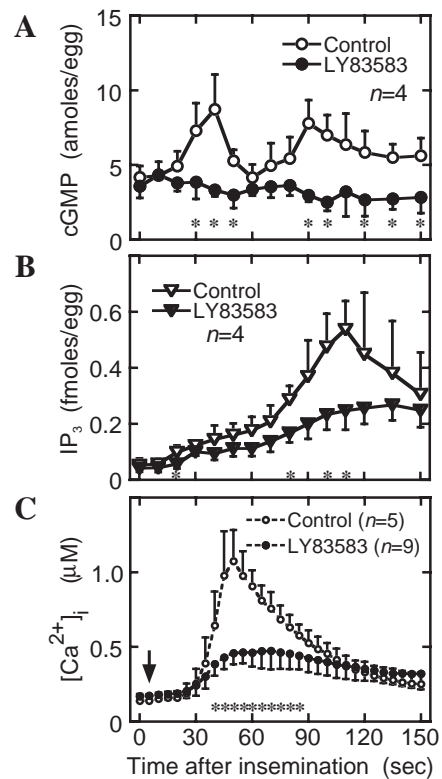 A
15
10
5
0
cGMP (amoles/egg)
Control
LY83583
n=4
* * * * * * * *
B
0.6
0.4
0.2
0
IP3 (fmoles/egg)
Control
LY83583
n=4
* * * *
C
1.0
0.5
0
[Ca2+]i (μM)
Control (n=5)
LY83583 (n=9)
**********
0 30 60 90 120 150
Time after insemination (sec)